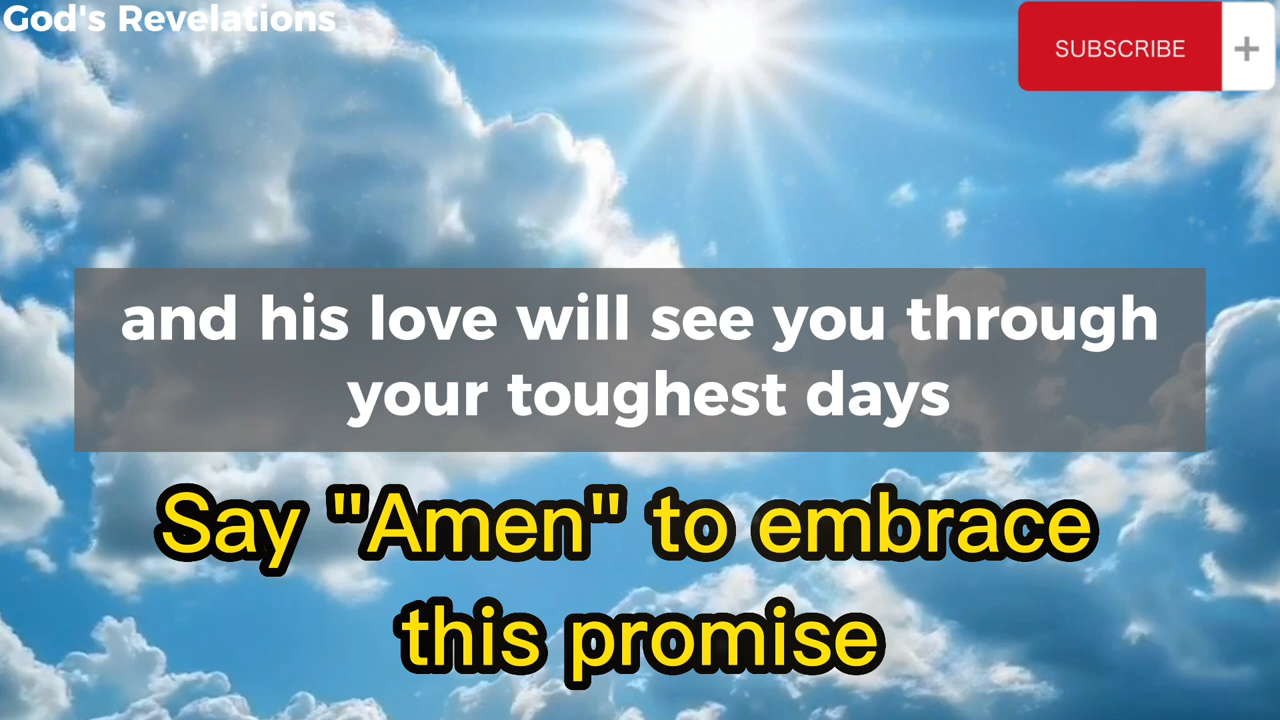 God's Revelations
SUBSCRIBE +
and his love will see you through
your toughest days
Say "Amen" to embrace
this promise